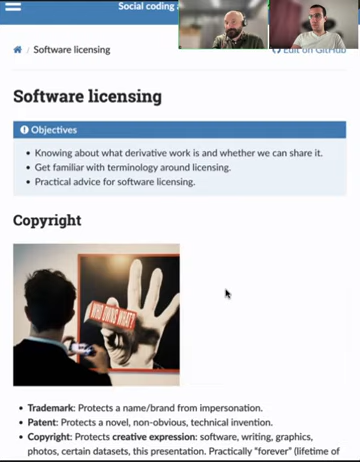 Social coding
Software licensing
Edit on GitHub
Software licensing
Objectives
Knowing about what derivative work is and whether we can share it.
Get familiar with terminology around licensing.
Practical advice for software licensing.
Copyright
WHO OWNS WHAT?
Trademark: Protects a name/brand from impersonation.
Patent: Protects a novel, non-obvious, technical invention.
Copyright: Protects creative expression: software, writing, graphics,
photos, certain datasets, this presentation. Practically "forever" (lifetime of